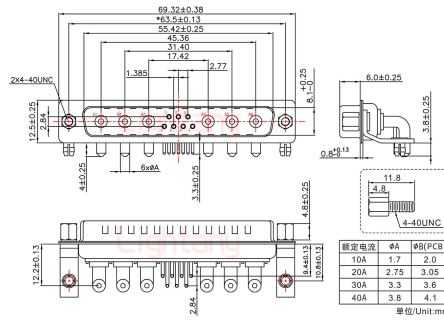 69.32±0.38
*63.5±0.13
55.42±0.25
45.36
31.40
17.42
1.385
2.77
2X4-40UNC
12.5±0.25
2.84
8.1-0 +0.25
6.0±0.25
3.8±0.25
0.8-0 +0.13
4±0.25
6xØA
3.3±0.25
11.8
4.8
4-40UNC
Lightany
4.8±0.25
12.2±0.13
9.4±0.13
10.8±0.13
2.84
额定电流 ØA ØB(PCB
10A 1.7 2.0
20A 2.75 3.05
30A 3.3 3.6
40A 3.8 4.1
单位/Unit:m